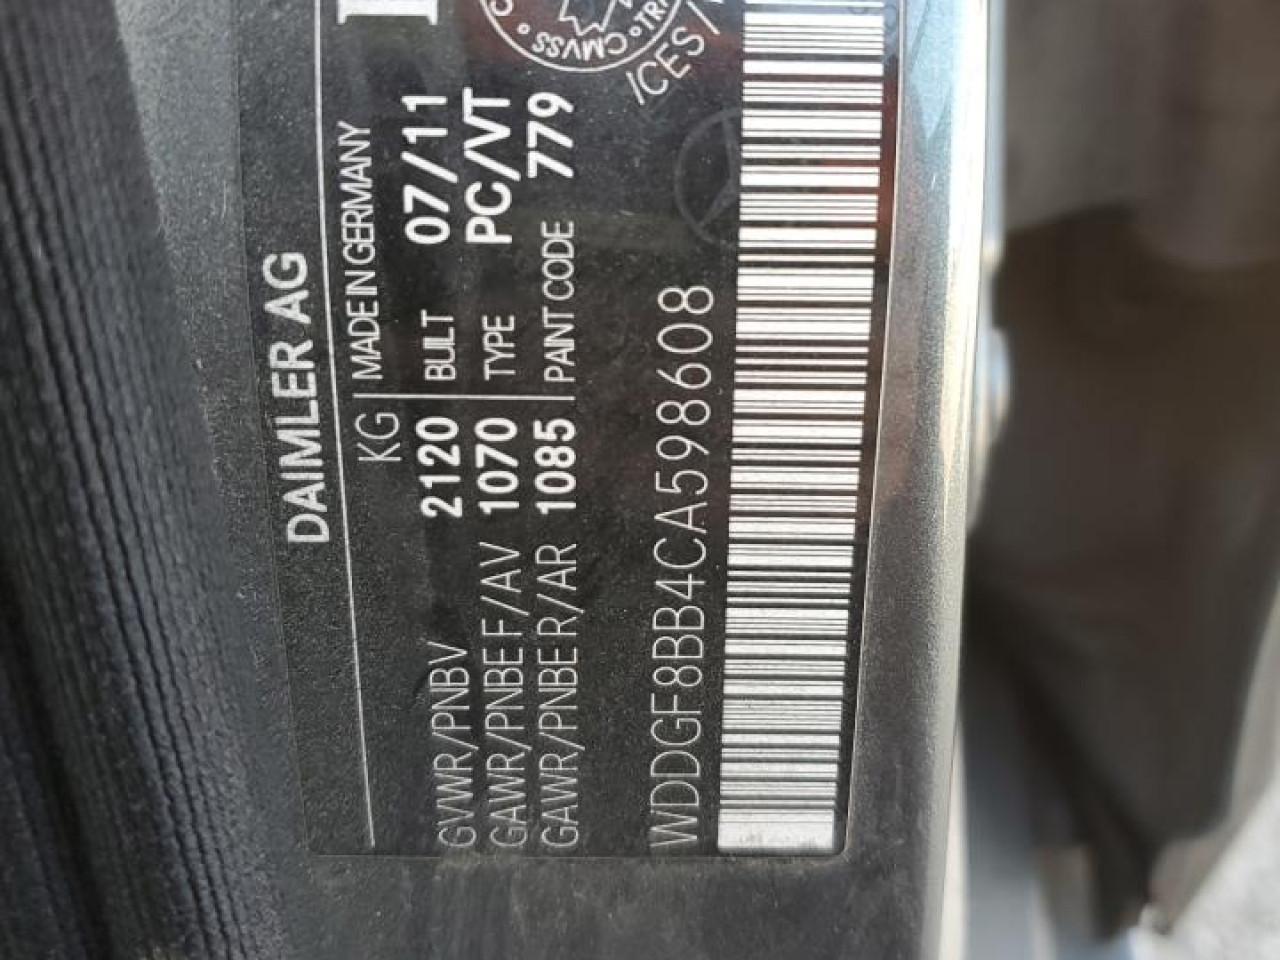 DAIMLER AG
KG MADE IN GERMANY
GVWR/PNBV 2120 BUILT 07/11
GAWR/PNBE F/AV 1070 TYPE PC/VT
GAWR/PNBE R/AR 1085 PAINT CODE 779
CMVSS
/CES /
WDDGF8BB4CA598608